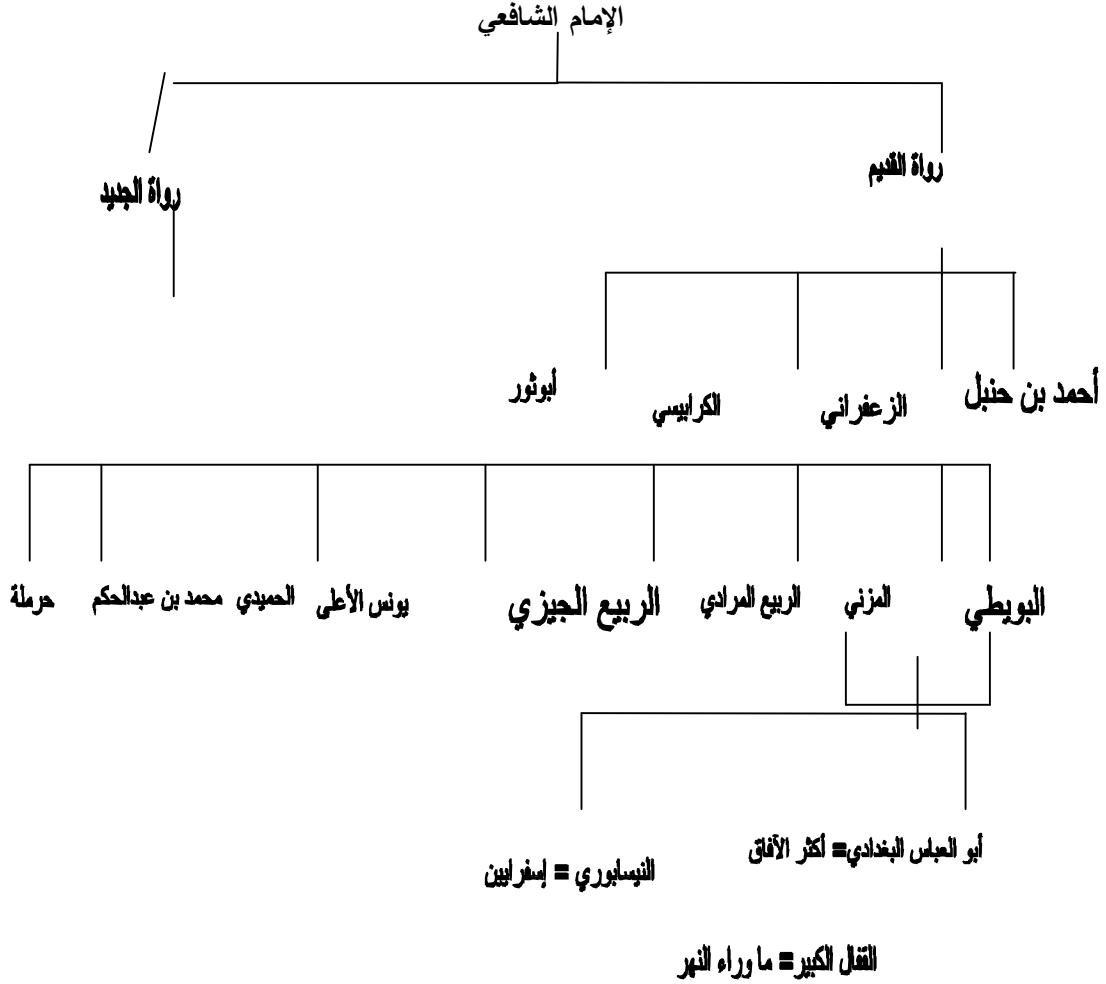 الإمام الشافعي
رواة القديم
رواة الجديد
أحمد بن حنبل
الزعفراني
الكرابيسي
أبوثور
البويطي
المزني
الربيع المرادي
الربيع الجيزي
يونس الأعلى
الحميدي
محمد بن عبدالحكم
حرملة
أبو العباس البغدادي= أكثر الآفاق
النيسابوري = إسفرايين
القفال الكبير= ما وراء النهر